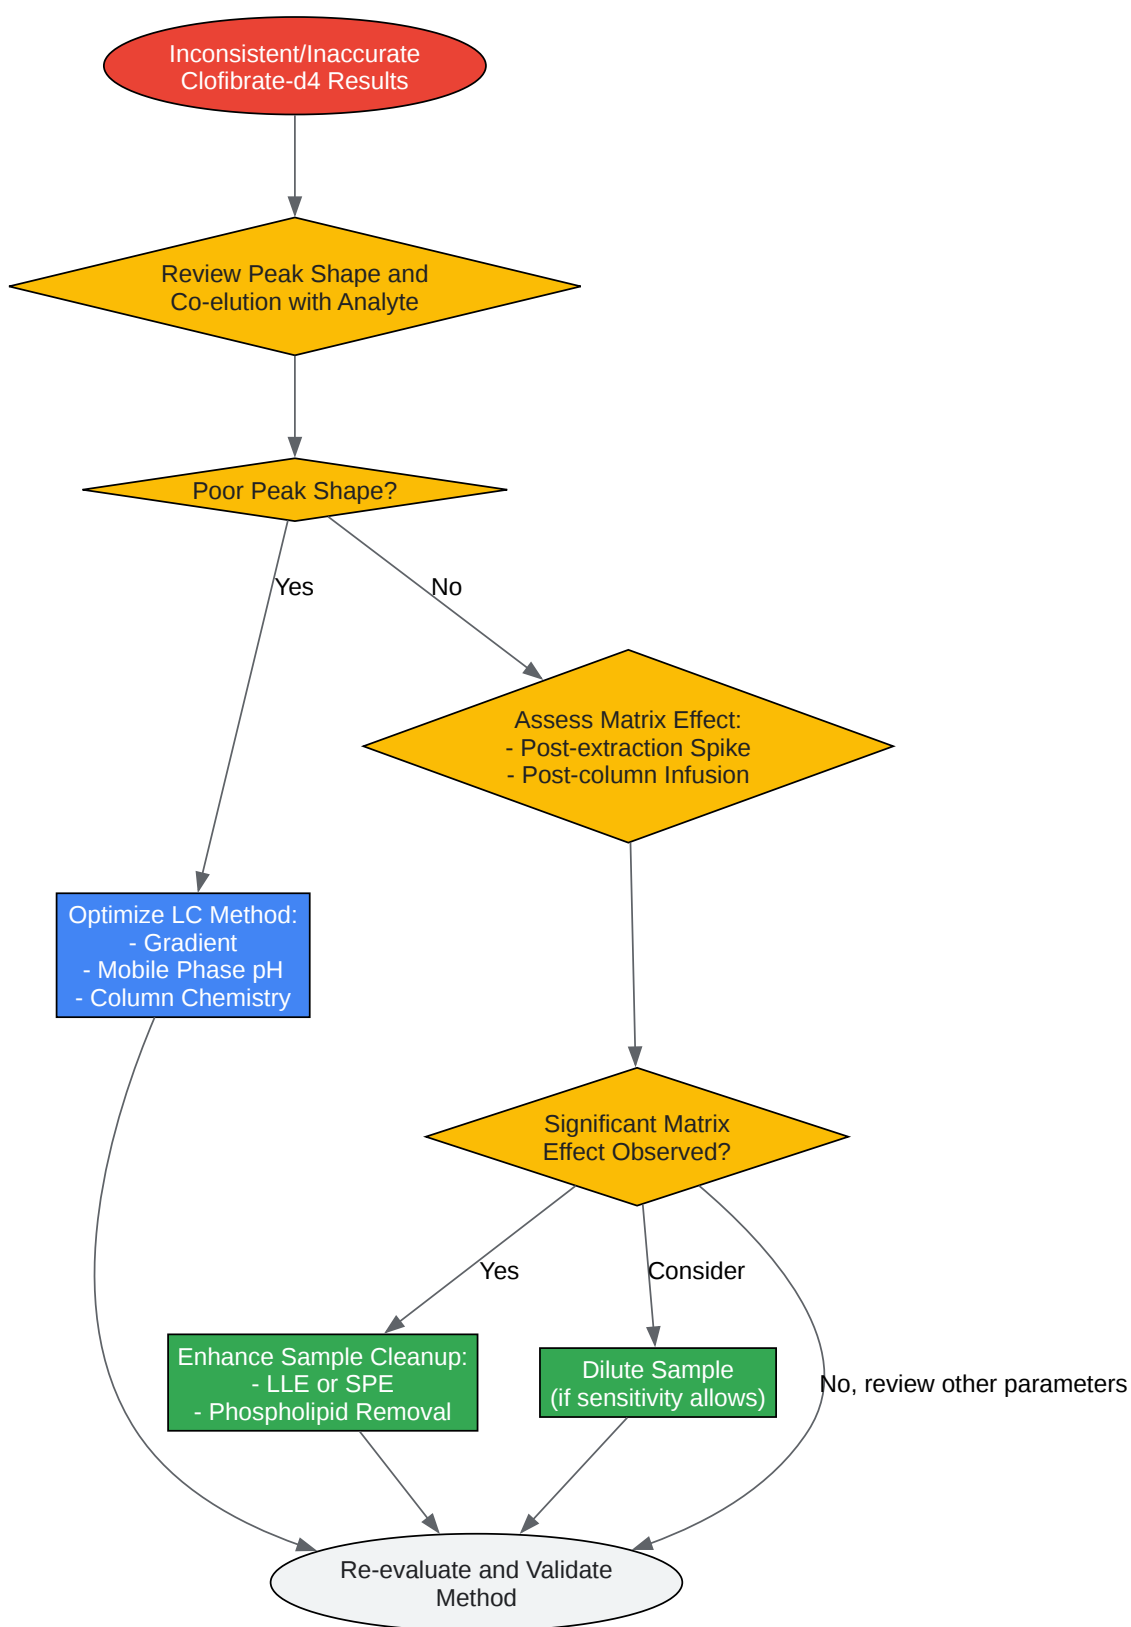 Inconsistent/Inaccurate
Clofibrate-d4 Results
Review Peak Shape and
Co-elution with Analyte
Poor Peak Shape?
Yes
No
Assess Matrix Effect:
- Post-extraction Spike
- Post-column Infusion
Optimize LC Method:
- Gradient
- Mobile Phase pH
- Column Chemistry
Significant Matrix
Effect Observed?
Yes
Consider
No, review other parameters
Enhance Sample Cleanup:
- LLE or SPE
- Phospholipid Removal
Dilute Sample
(if sensitivity allows)
Re-evaluate and Validate
Method